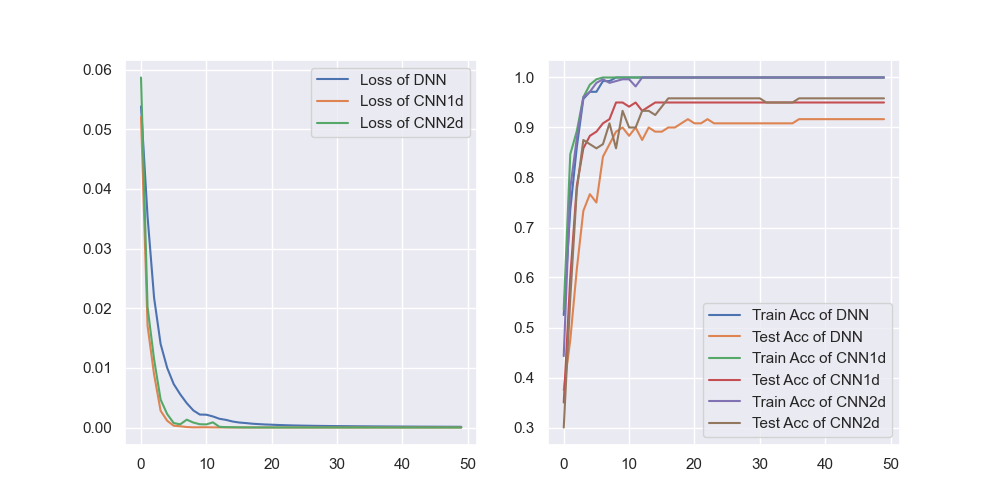 0.06
0.05
0.04
0.03
0.02
0.01
0.00
0 10 20 30 40 50
Loss of DNN
Loss of CNN1d
Loss of CNN2d
1.0
0.9
0.8
0.7
0.6
0.5
0.4
0.3
0 10 20 30 40 50
Train Acc of DNN
Test Acc of DNN
Train Acc of CNN1d
Test Acc of CNN1d
Train Acc of CNN2d
Test Acc of CNN2d